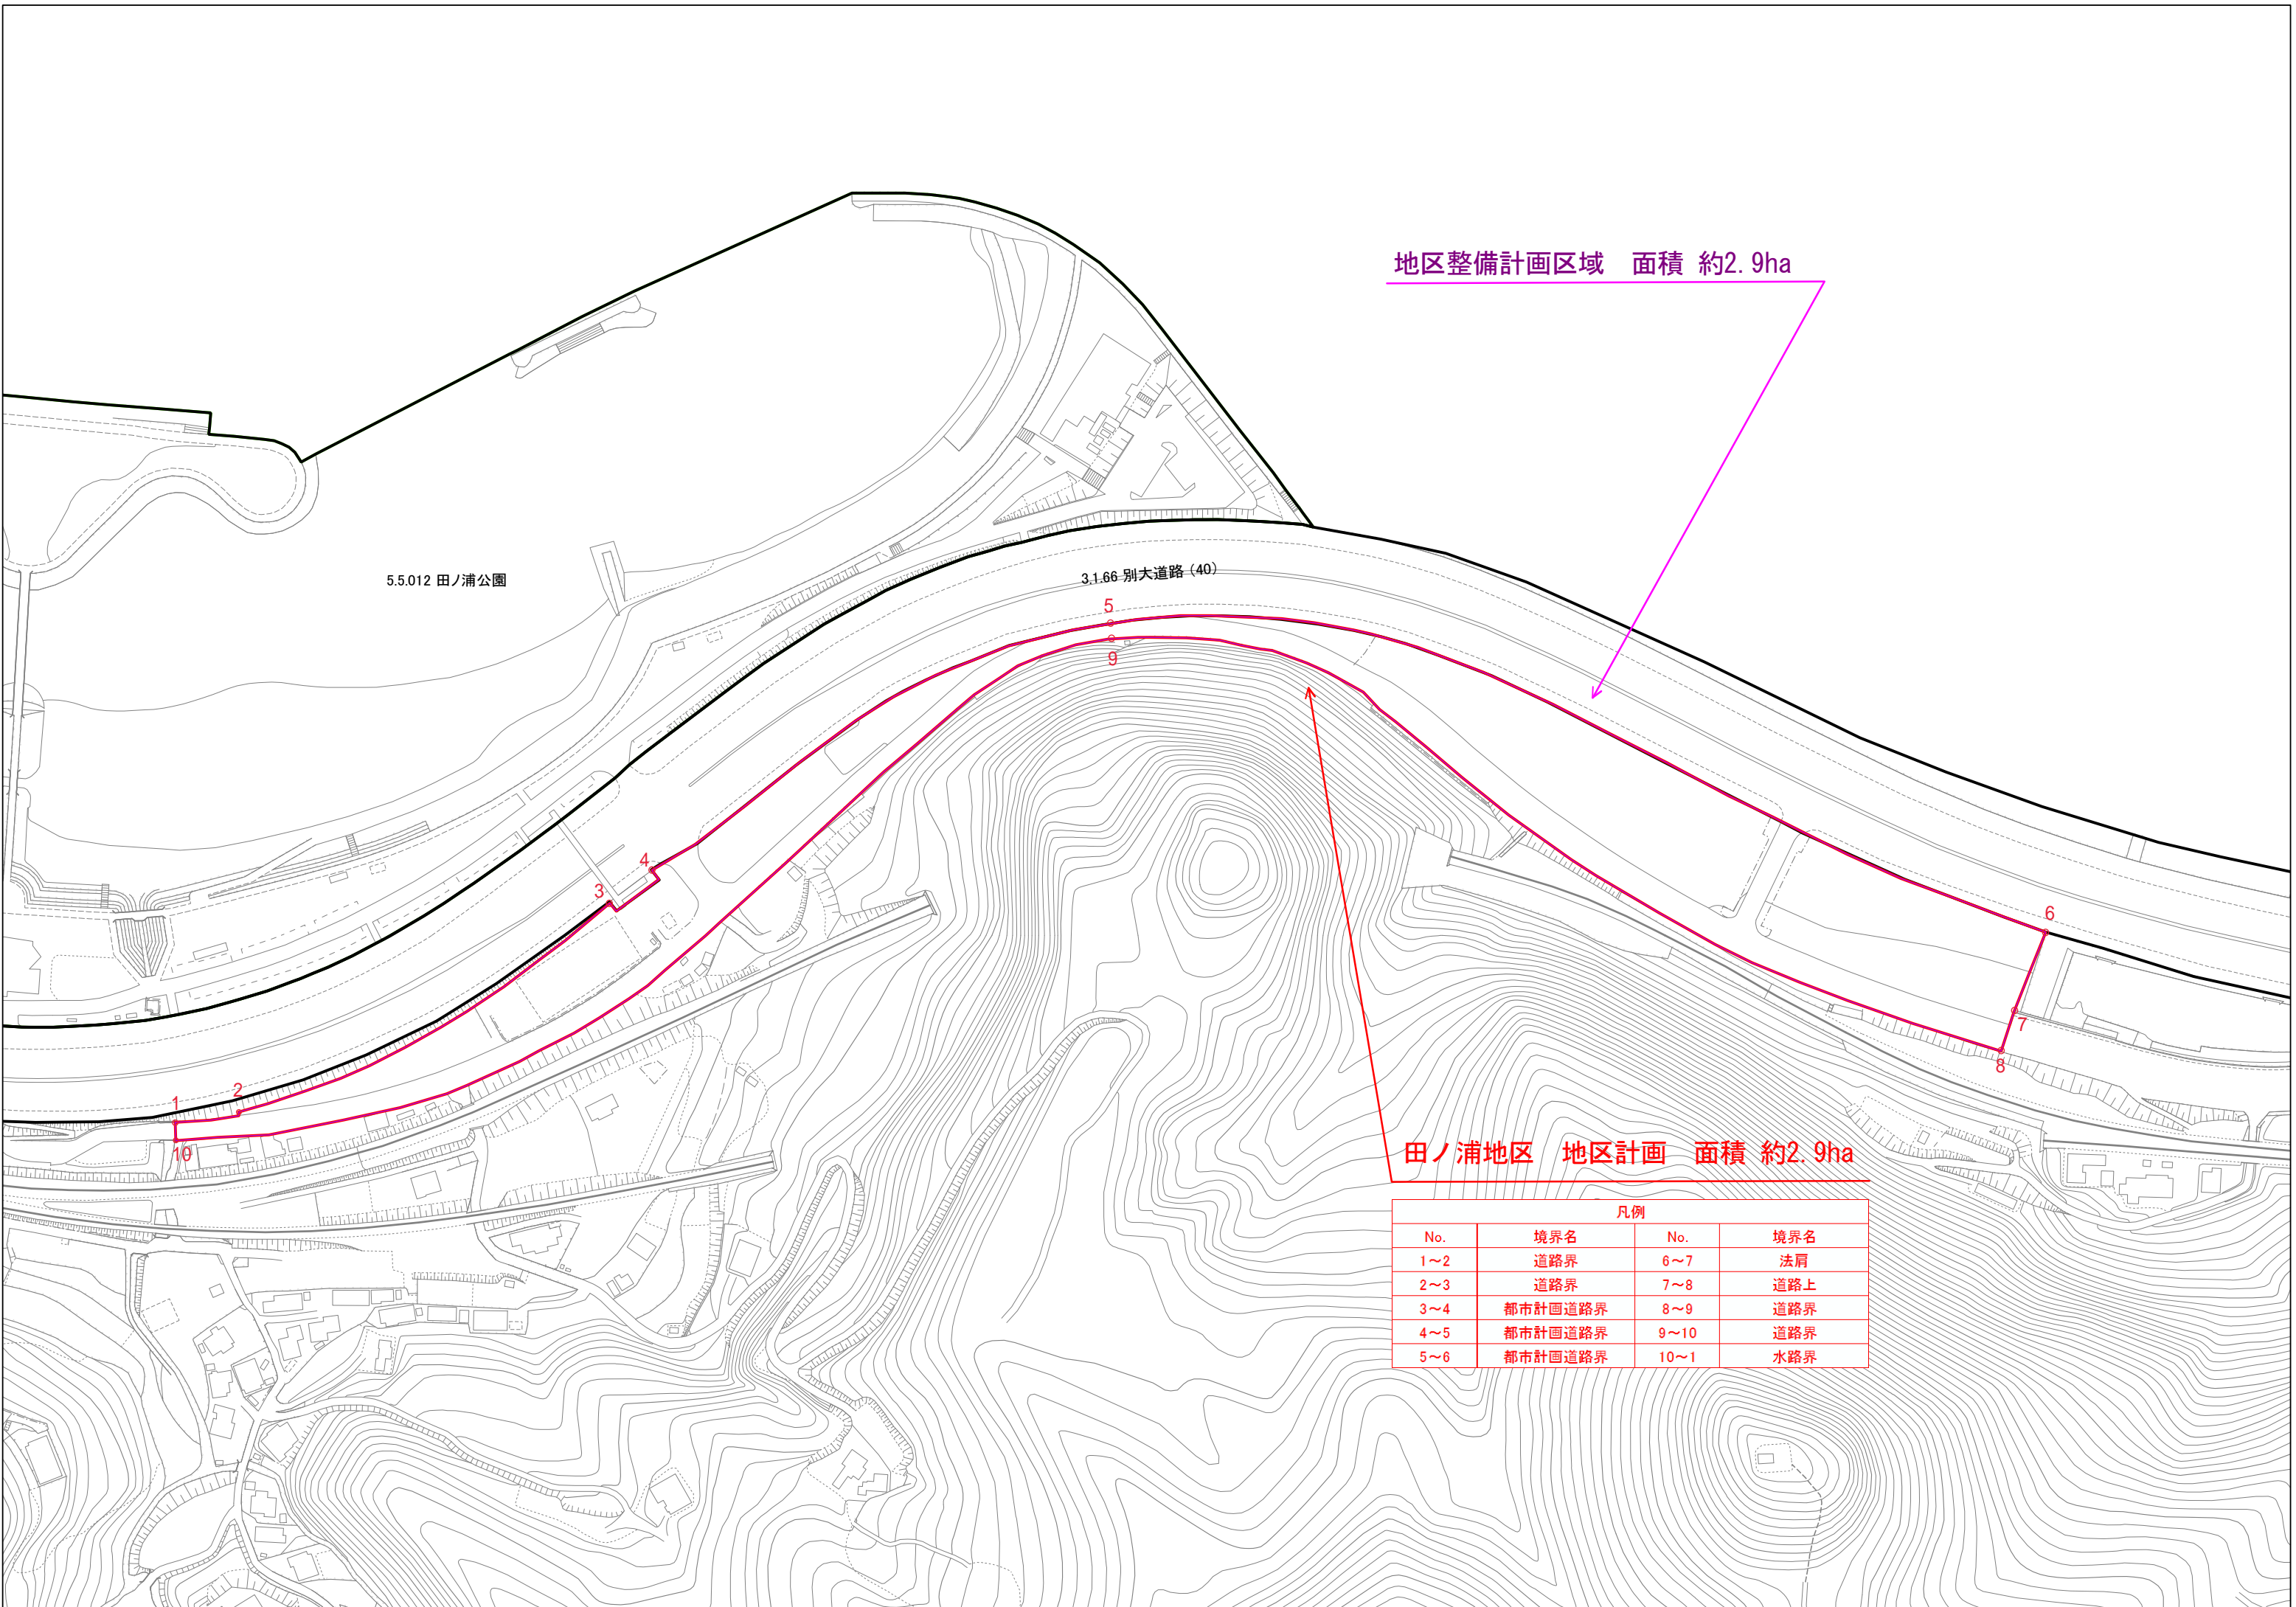 地区整備計画区域　面積 約2.9ha
5.5.012 田ノ浦公園
3.1.66 別大道路 (40)
5
9
4
3
6
7
8
2
1
10
田ノ浦地区　地区計画　面積 約2.9ha
凡例
No. 境界名 No. 境界名
1～2 道路界 6～7 法肩
2～3 道路界 7～8 道路上
3～4 都市計画道路界 8～9 道路界
4～5 都市計画道路界 9～10 道路界
5～6 都市計画道路界 10～1 水路界